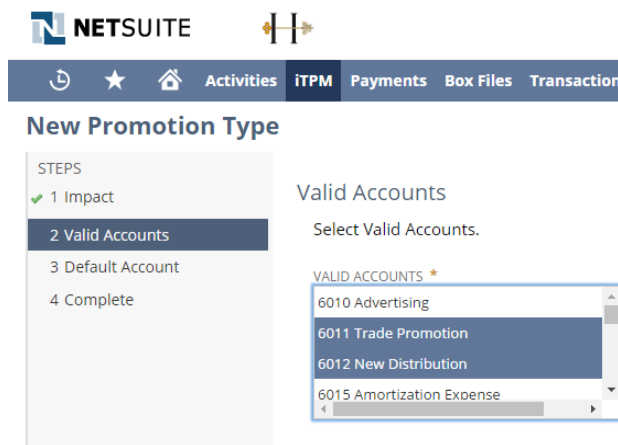 N NETSUITE H
Activities iTPM Payments Box Files Transaction
New Promotion Type
STEPS
1 Impact
2 Valid Accounts
3 Default Account
4 Complete
Valid Accounts
Select Valid Accounts.
VALID ACCOUNTS *
6010 Advertising
6011 Trade Promotion
6012 New Distribution
6015 Amortization Expense